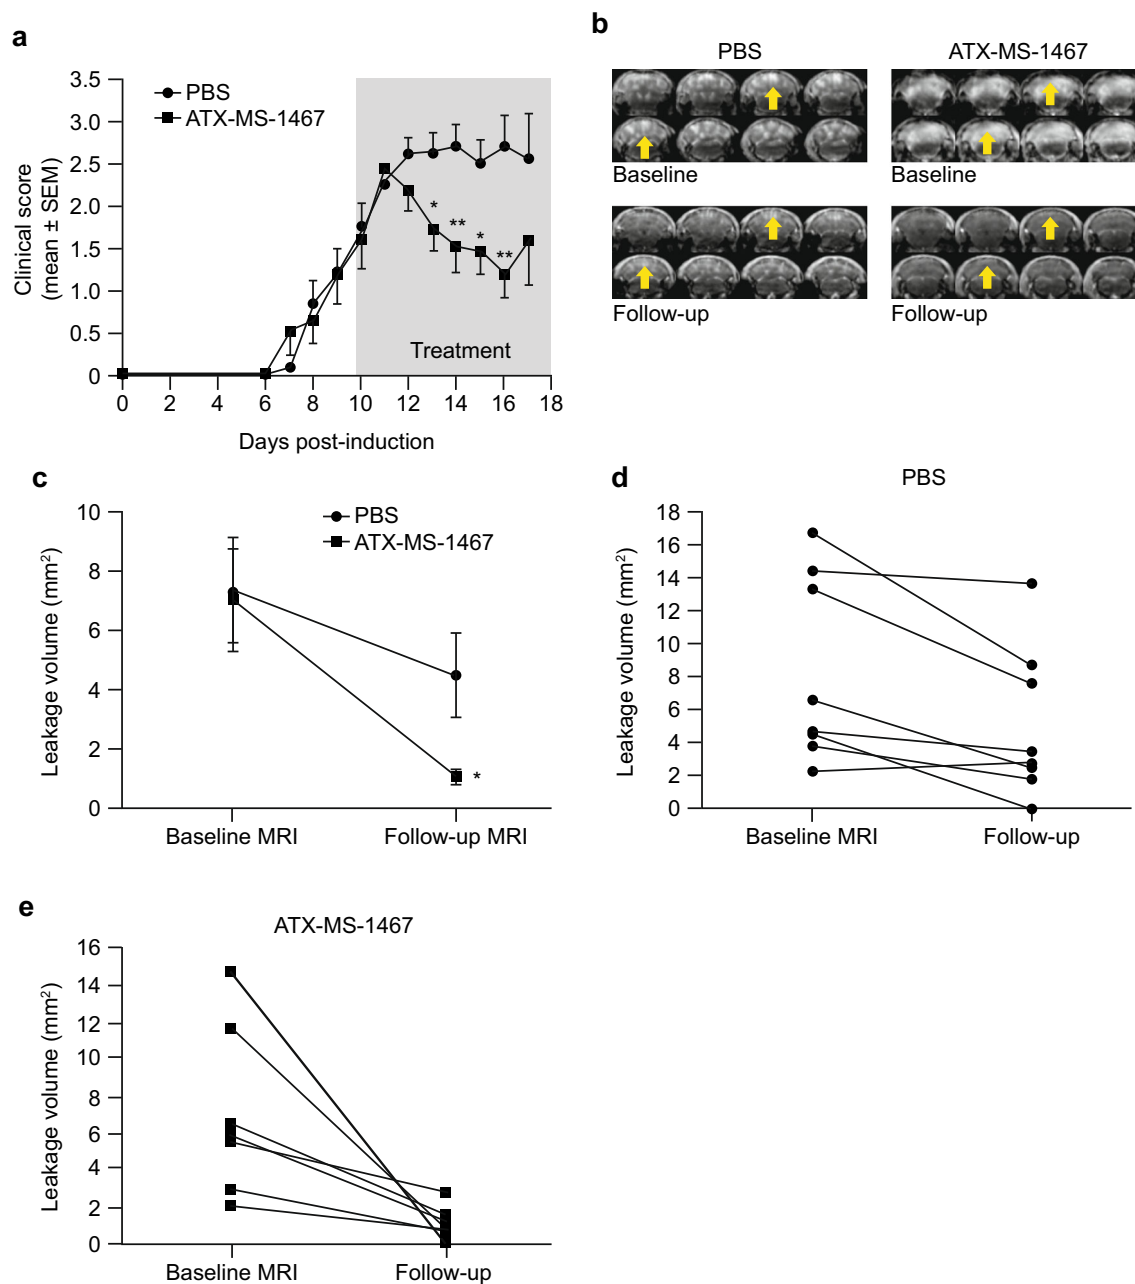 a
PBS
ATX-MS-1467
Clinical score
(mean ± SEM)
3.5
3.0
2.5
2.0
1.5
1.0
0.5
0
*
**
*
**
Treatment
0 2 4 6 8 10 12 14 16 18
Days post-induction
b
PBS ATX-MS-1467
Baseline Baseline
Follow-up Follow-up
c
PBS
ATX-MS-1467
Leakage volume (mm²)
10
8
6
4
2
0
*
Baseline MRI Follow-up MRI
d
PBS
Leakage volume (mm²)
18
16
14
12
10
8
6
4
2
0
Baseline MRI Follow-up
e
ATX-MS-1467
Leakage volume (mm²)
16
14
12
10
8
6
4
2
0
Baseline MRI Follow-up